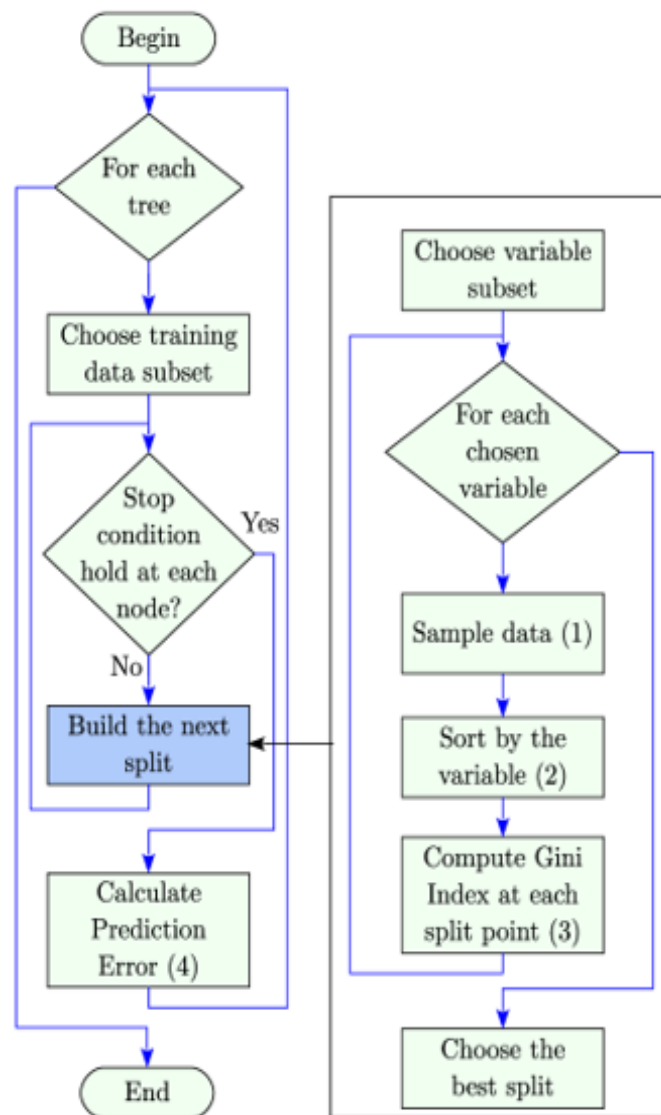 Begin
For each
tree
Choose training
data subset
Stop
condition
hold at each
node?
Yes
No
Build the next
split
Calculate
Prediction
Error (4)
End
Choose variable
subset
For each
chosen
variable
Sample data (1)
Sort by the
variable (2)
Compute Gini
Index at each
split point (3)
Choose the
best split